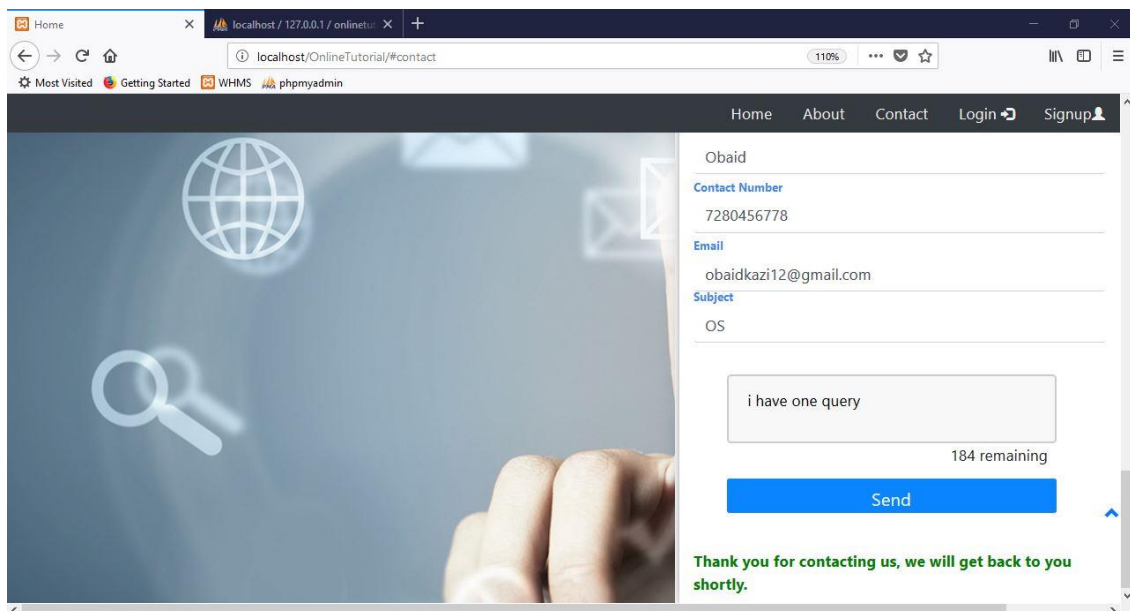 Home
localhost / 127.0.0.1 / onlinetut
localhost/OnlineTutorial/#contact
110%
Most Visited Getting Started WHMS phpmyadmin
Home About Contact Login Signup
Obaid
Contact Number
7280456778
Email
obaidkazi12@gmail.com
Subject
OS
i have one query
184 remaining
Send
Thank you for contacting us, we will get back to you
shortly.